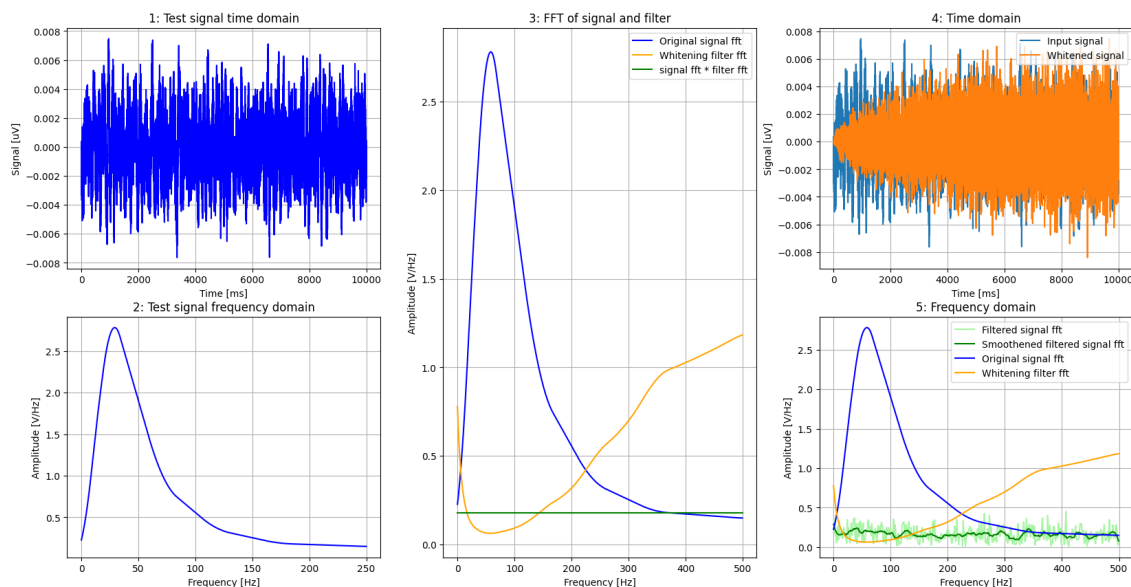 1: Test signal time domain
0.008
0.006
0.004
0.002
0.000
−0.002
−0.004
−0.006
−0.008
Signal [uV]
0
2000
4000
6000
8000
10000
Time [ms]
2: Test signal frequency domain
2.5
2.0
1.5
1.0
0.5
Amplitude [V/Hz]
0
50
100
150
200
250
Frequency [Hz]
3: FFT of signal and filter
Original signal fft
Whitening filter fft
signal fft * filter fft
2.5
2.0
1.5
1.0
0.5
0.0
Amplitude [V/Hz]
0
100
200
300
400
500
Frequency [Hz]
4: Time domain
Input signal
Whitened signal
0.008
0.006
0.004
0.002
0.000
−0.002
−0.004
−0.006
−0.008
Signal [uV]
0
2000
4000
6000
8000
10000
Time [ms]
5: Frequency domain
Filtered signal fft
Smoothened filtered signal fft
Original signal fft
Whitening filter fft
2.5
2.0
1.5
1.0
0.5
0.0
Amplitude [V/Hz]
0
100
200
300
400
500
Frequency [Hz]